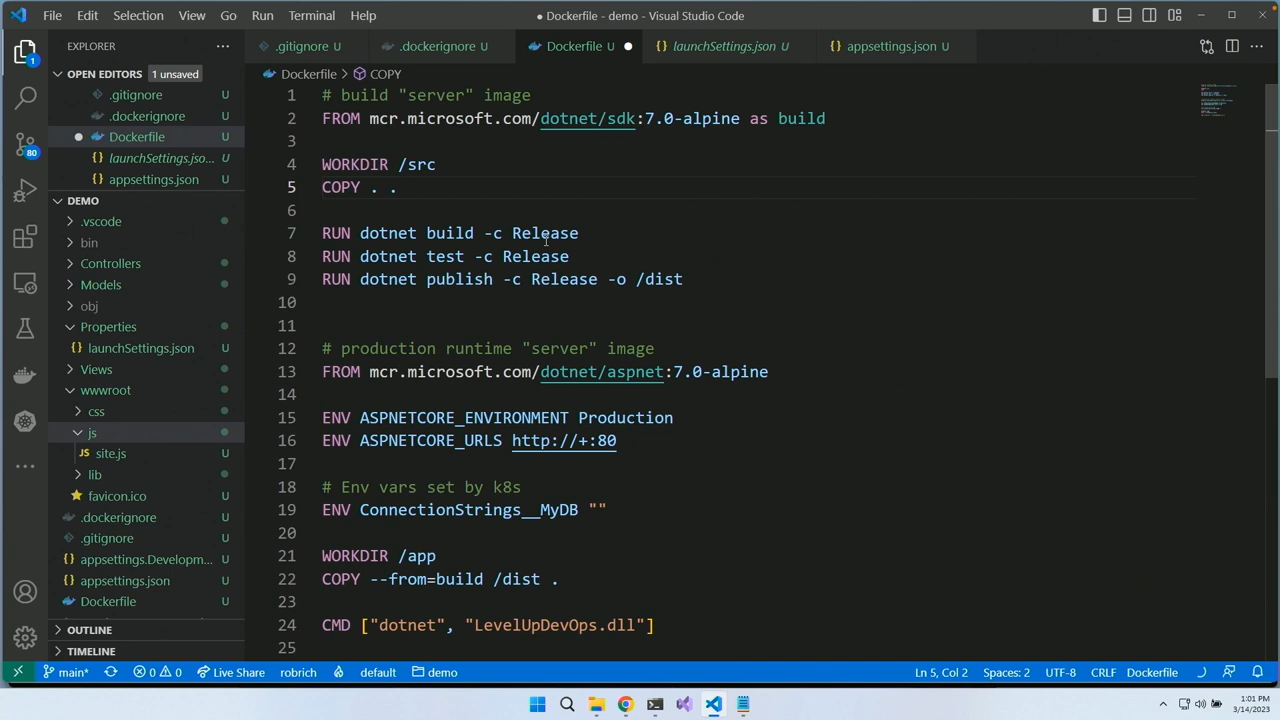 File Edit Selection View Go Run Terminal Help
● Dockerfile - demo - Visual Studio Code
EXPLORER
OPEN EDITORS 1 unsaved
.gitignore U
.dockerignore U
Dockerfile U
{} launchSettings.jso... U
{} appsettings.json U
DEMO
.vscode
bin
Controllers
Models
obj
Properties
{} launchSettings.json U
Views
wwwroot
css
js
JS site.js U
lib
favicon.ico U
.dockerignore U
.gitignore U
{} appsettings.Developm... U
{} appsettings.json U
Dockerfile U
OUTLINE
TIMELINE
1
80
.gitignore U
.dockerignore U
Dockerfile U ●
{} launchSettings.json U
{} appsettings.json U
Dockerfile > COPY
1 # build "server" image
2 FROM mcr.microsoft.com/dotnet/sdk:7.0-alpine as build
3
4 WORKDIR /src
5 COPY . .
6
7 RUN dotnet build -c Release
8 RUN dotnet test -c Release
9 RUN dotnet publish -c Release -o /dist
10
11
12 # production runtime "server" image
13 FROM mcr.microsoft.com/dotnet/aspnet:7.0-alpine
14
15 ENV ASPNETCORE_ENVIRONMENT Production
16 ENV ASPNETCORE_URLS http://+:80
17
18 # Env vars set by k8s
19 ENV ConnectionStrings__MyDB ""
20
21 WORKDIR /app
22 COPY --from=build /dist .
23
24 CMD ["dotnet", "LevelUpDevOps.dll"]
25
main* 0 0 Live Share robrich default demo
Ln 5, Col 2 Spaces: 2 UTF-8 CRLF Dockerfile
1:01 PM
3/14/2023